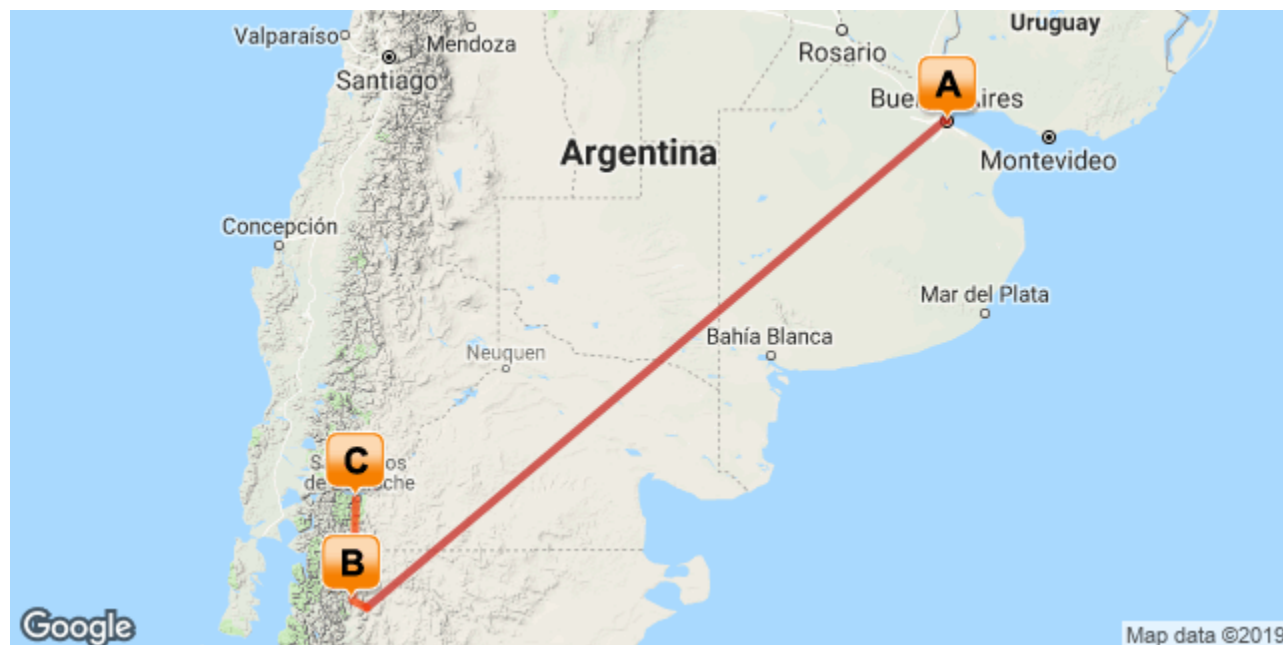 Valparaíso
Mendoza
Santiago
Rosario
Uruguay
A
Argentina
Montevideo
Concepción
Mar del Plata
Bahía Blanca
Neuquen
C
B
Google
Map data ©2019